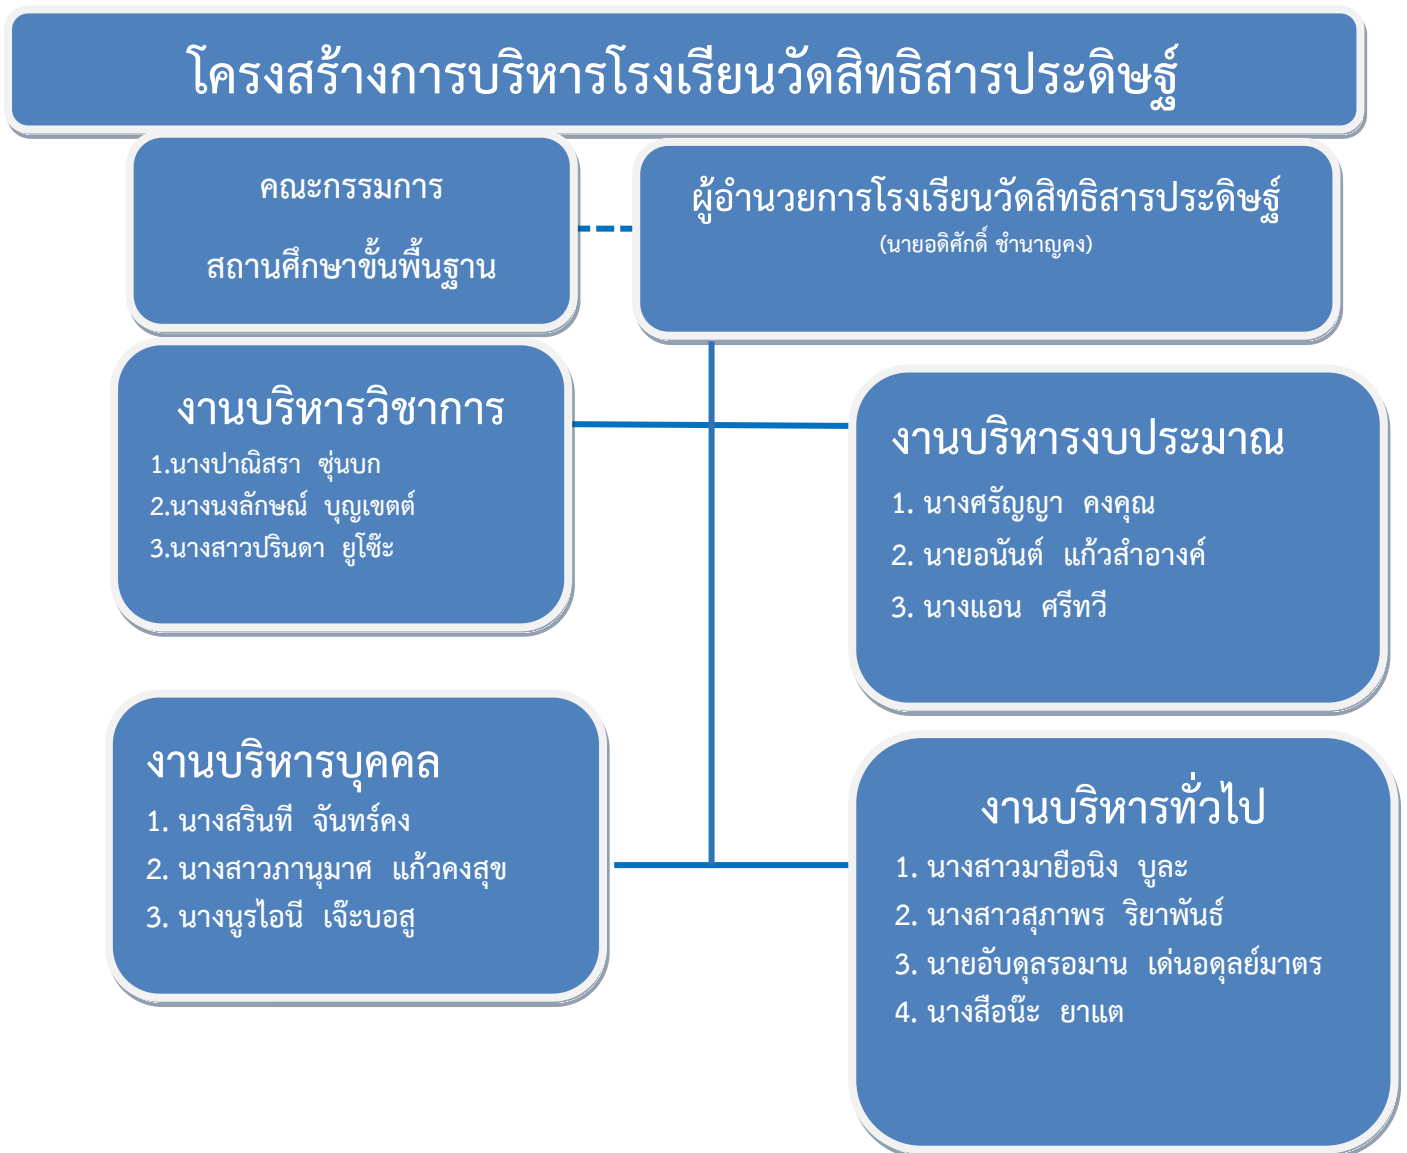 โครงสร้างการบริหารโรงเรียนวัดสิทธิสารประดิษฐ์
คณะกรรมการ
สถานศึกษาขั้นพื้นฐาน
ผู้อำนวยการโรงเรียนวัดสิทธิสารประดิษฐ์
(นายอดิศักดิ์ ชำนาญคง)
งานบริหารวิชาการ
1.นางปาณิสรา ซุ่นบก
2.นางนงลักษณ์ บุญเขตต์
3.นางสาวปรินดา ยูโซ๊ะ
งานบริหารงบประมาณ
1. นางศรัญญา คงคุณ
2. นายอนันต์ แก้วสำอางค์
3. นางแอน ศรีทวี
งานบริหารบุคคล
1. นางสรินที จันทร์คง
2. นางสาวภานุมาศ แก้วคงสุข
3. นางนูรไอนี เจ๊ะบอสู
งานบริหารทั่วไป
1. นางสาวมายือนิง บูละ
2. นางสาวสุภาพร ริยาพันธ์
3. นายอับดุลรอมาน เด่นอดุลย์มาตร
4. นางสือน๊ะ ยาแต